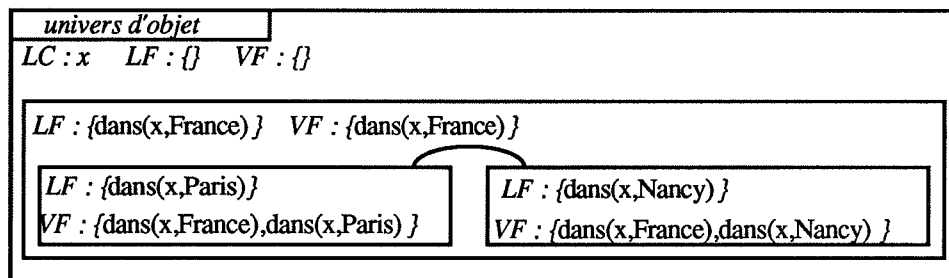 univers d'objet
LC : x LF : {} VF : {}
LF : {dans(x,France) } VF : {dans(x,France) }
LF : {dans(x,Paris)}
VF : {dans(x,France),dans(x,Paris) }
LF : {dans(x,Nancy) }
VF : {dans(x,France),dans(x,Nancy) }